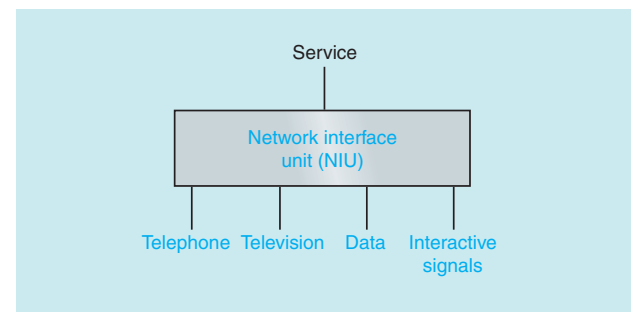 Service
Network interface
unit (NIU)
Telephone Television Data Interactive
signals